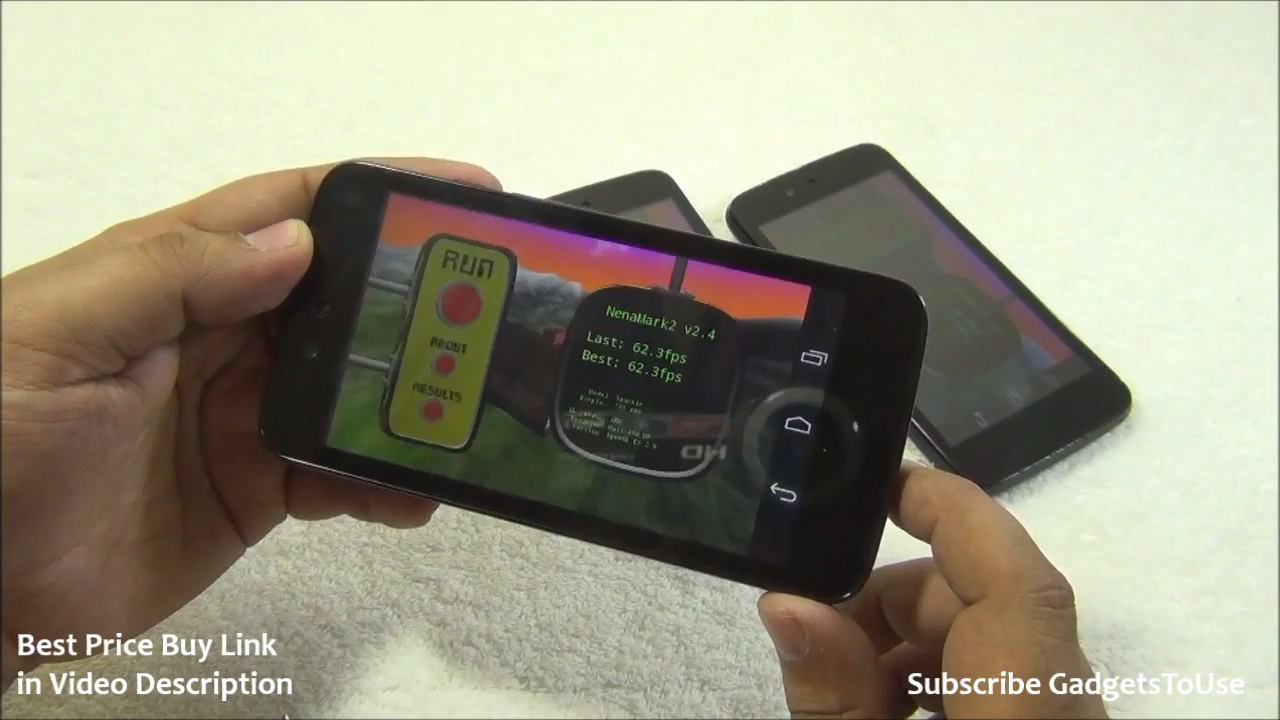 RUN
ABOUT
RESULTS
NenaMark2 v2.4
Last: 62.3fps
Best: 62.3fps
Best Price Buy Link
in Video Description
Subscribe GadgetsToUse